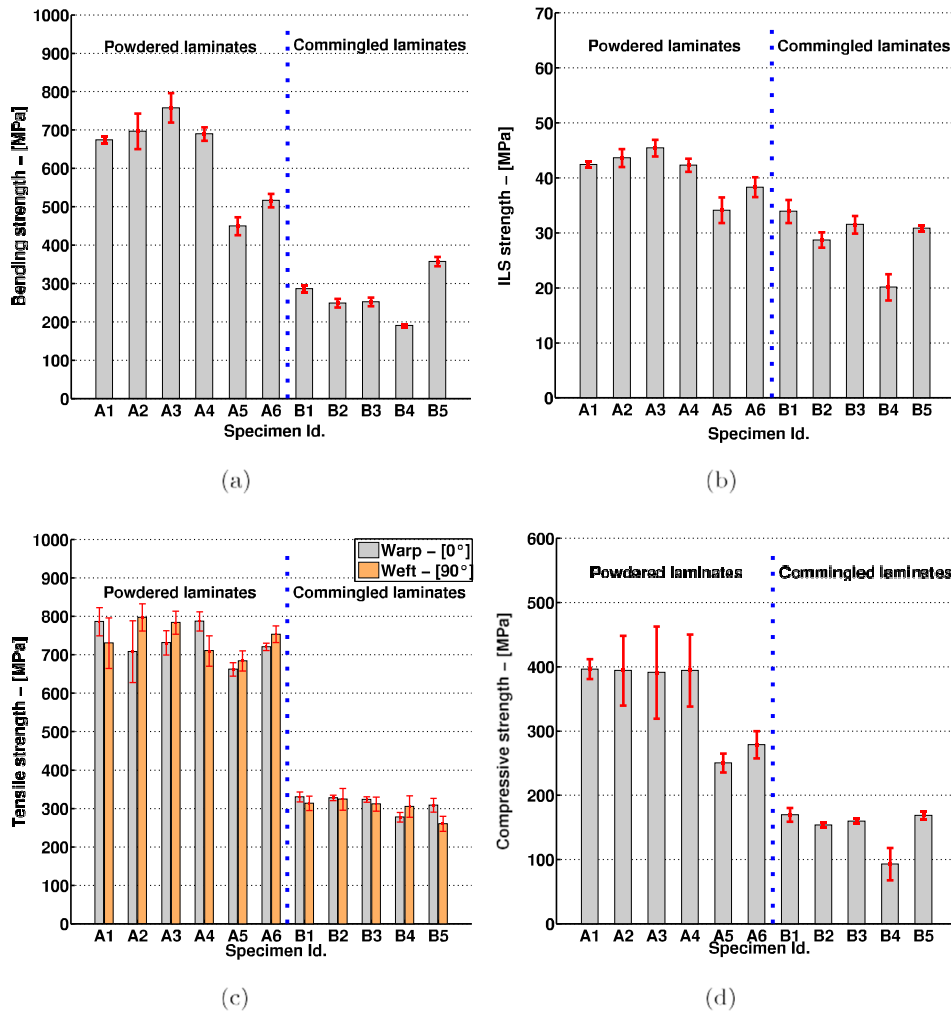 1000
900
800
700
600
500
400
300
200
100
0
Bending strength – [MPa]
Powdered laminates
Commingled laminates
A1 A2 A3 A4 A5 A6 B1 B2 B3 B4 B5
Specimen Id.
(a)
70
60
50
40
30
20
10
0
ILS strength – [MPa]
Powdered laminates
Commingled laminates
A1 A2 A3 A4 A5 A6 B1 B2 B3 B4 B5
Specimen Id.
(b)
1000
900
800
700
600
500
400
300
200
100
0
Tensile strength – [MPa]
Warp – [0°]
Weft – [90°]
Powdered laminates
Commingled laminates
A1 A2 A3 A4 A5 A6 B1 B2 B3 B4 B5
Specimen Id.
(c)
600
500
400
300
200
100
0
Compressive strength – [MPa]
Powdered laminates
Commingled laminates
A1 A2 A3 A4 A5 A6 B1 B2 B3 B4 B5
Specimen Id.
(d)